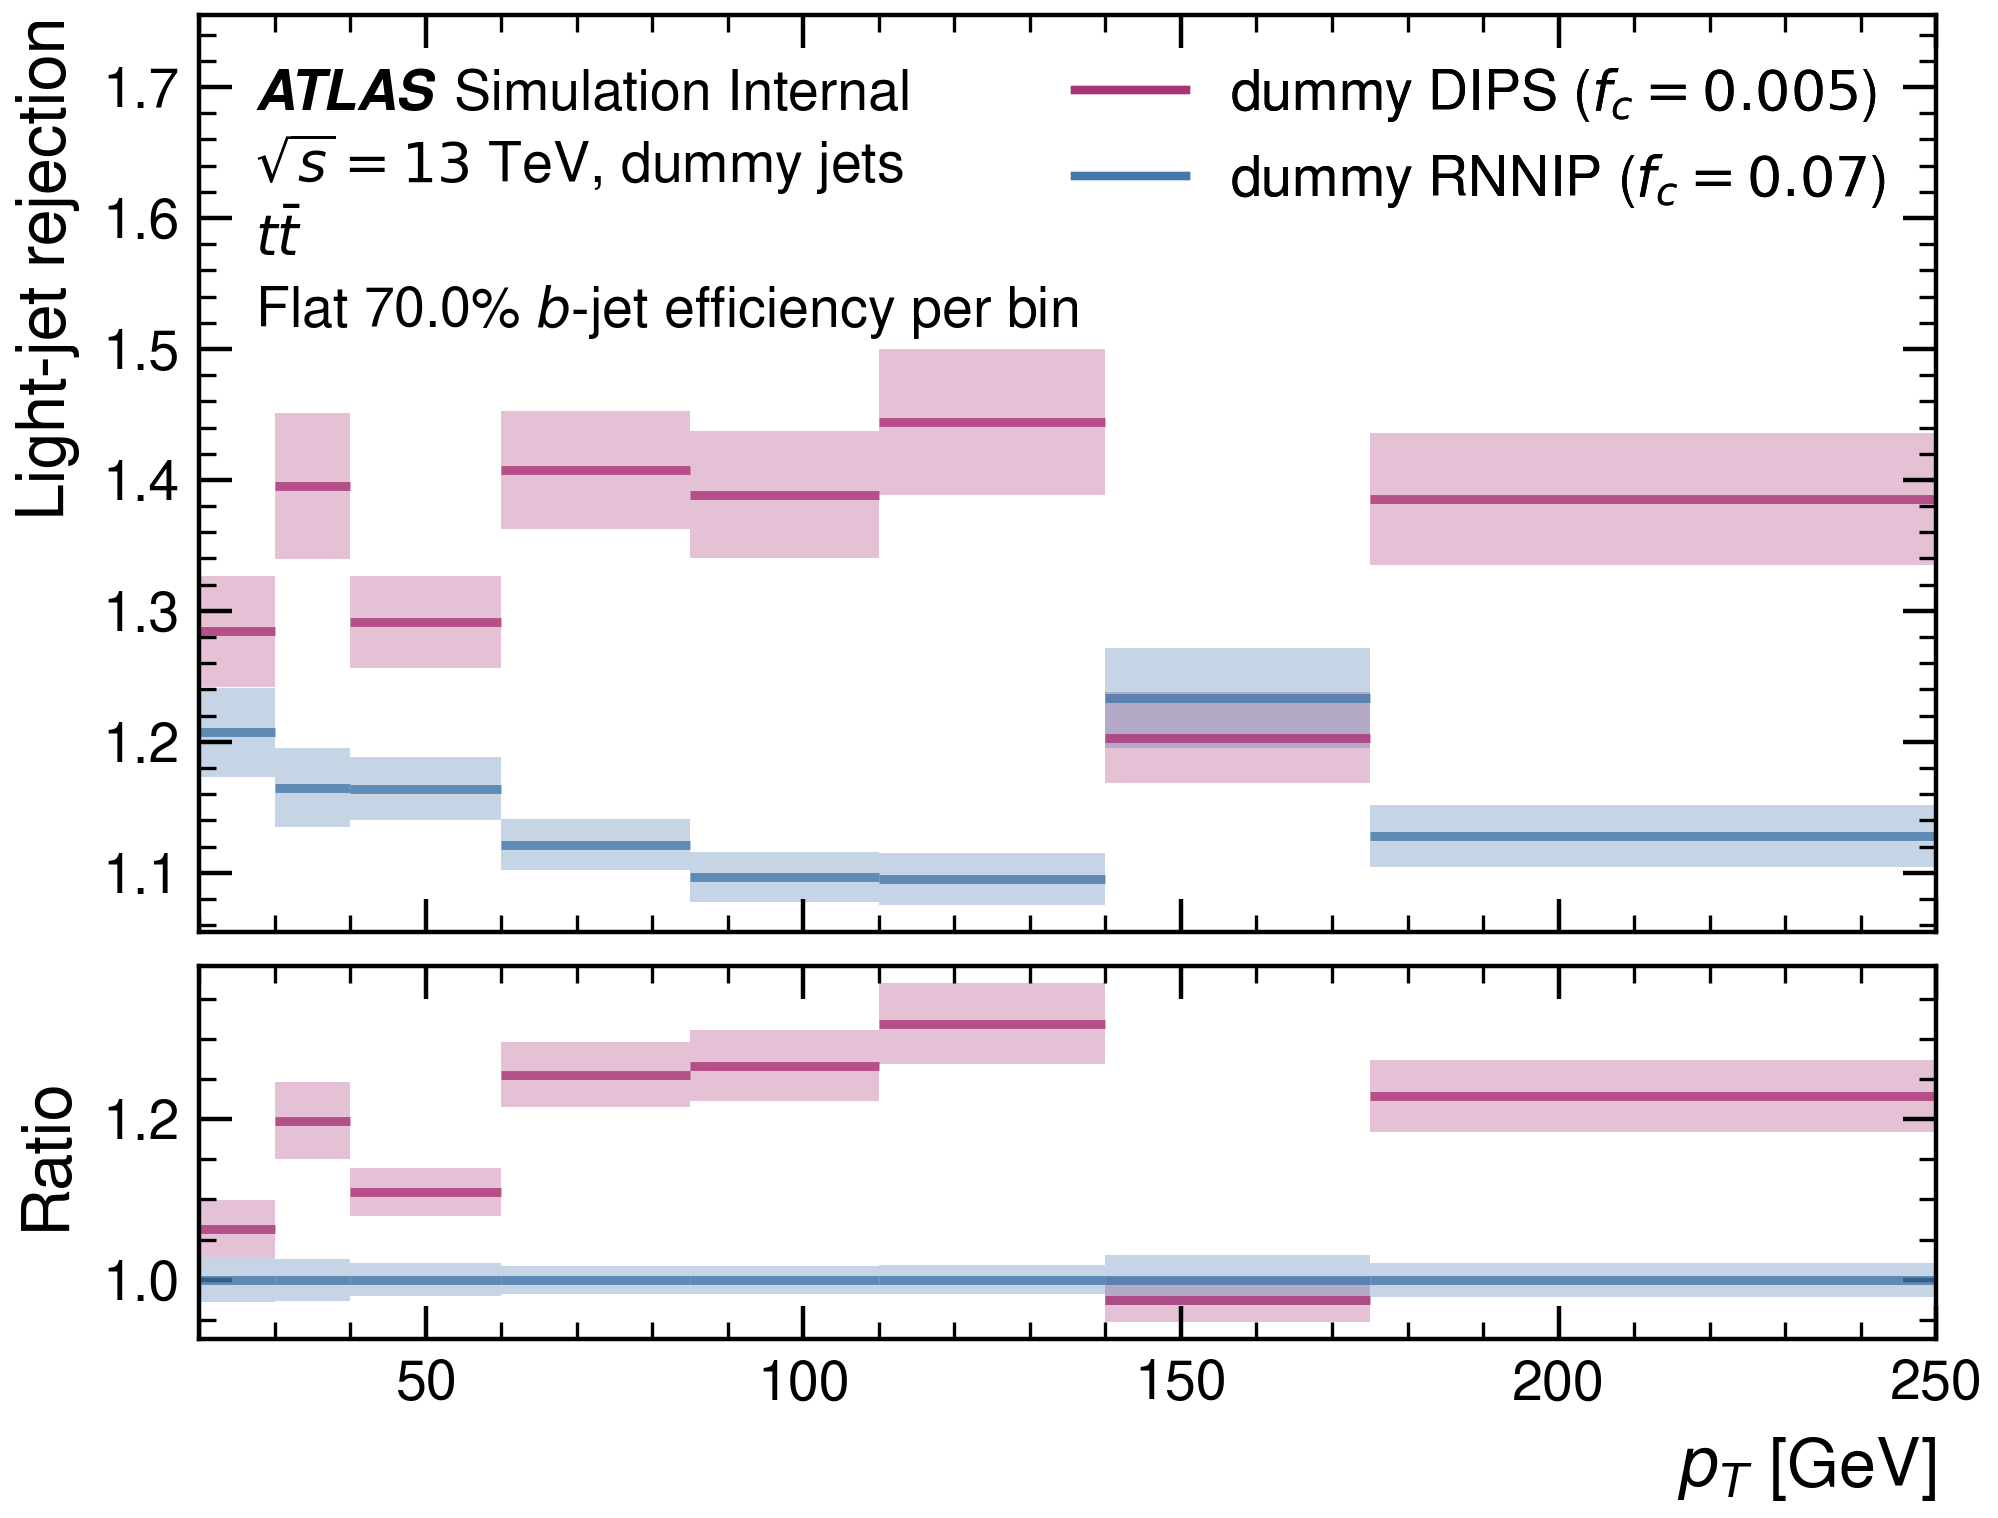 Light-jet rejection
1.7
1.6
1.5
1.4
1.3
1.2
1.1
ATLAS Simulation Internal
√s = 13 TeV, dummy jets
tt̄
Flat 70.0% b-jet efficiency per bin
dummy DIPS (f_c = 0.005)
dummy RNNIP (f_c = 0.07)
Ratio
1.2
1.0
50 100 150 200 250
p_T [GeV]